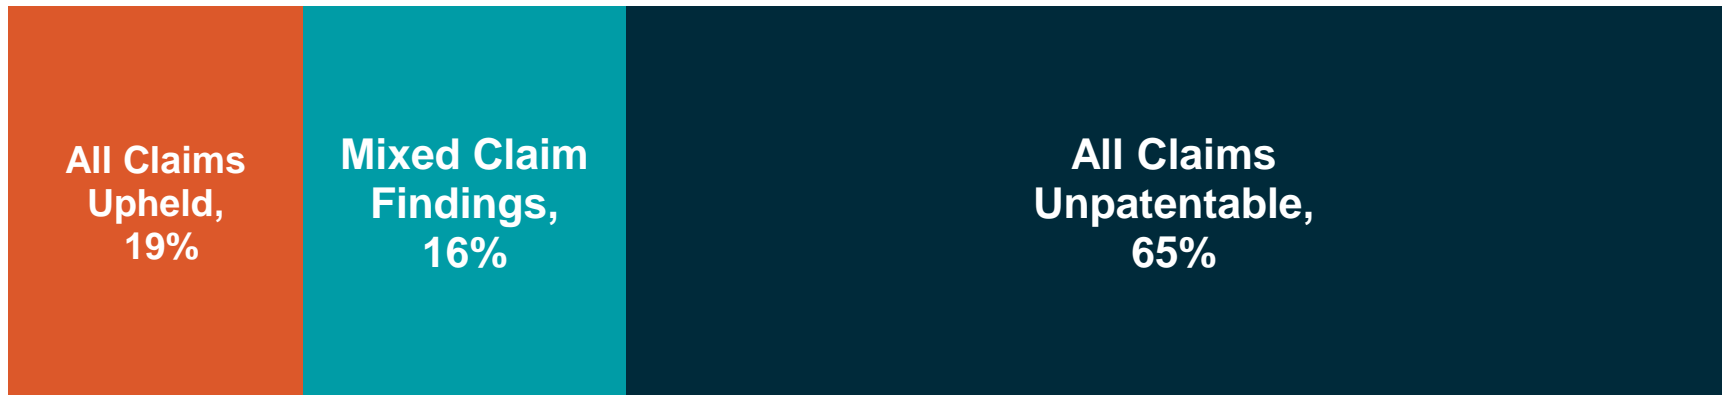 All Claims
Upheld,
19%
Mixed Claim
Findings,
16%
All Claims
Unpatentable,
65%